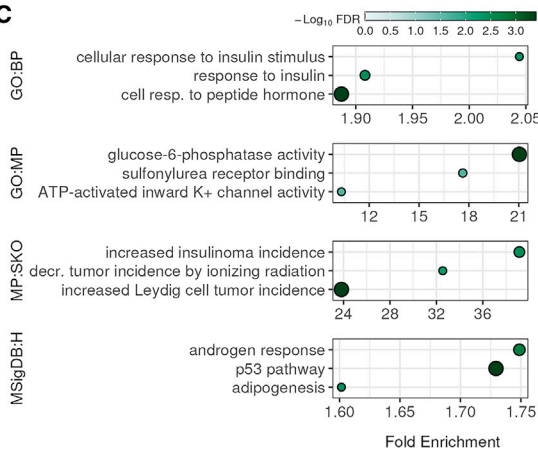 C
−Log10 FDR
0.0 0.5 1.0 1.5 2.0 2.5 3.0
GO:BP
cellular response to insulin stimulus
response to insulin
cell resp. to peptide hormone
1.90 1.95 2.00 2.05
GO:MP
glucose-6-phosphatase activity
sulfonylurea receptor binding
ATP-activated inward K+ channel activity
12 15 18 21
MP:SKO
increased insulinoma incidence
decr. tumor incidence by ionizing radiation
increased Leydig cell tumor incidence
24 28 32 36
MSigDB:H
androgen response
p53 pathway
adipogenesis
1.60 1.65 1.70 1.75
Fold Enrichment